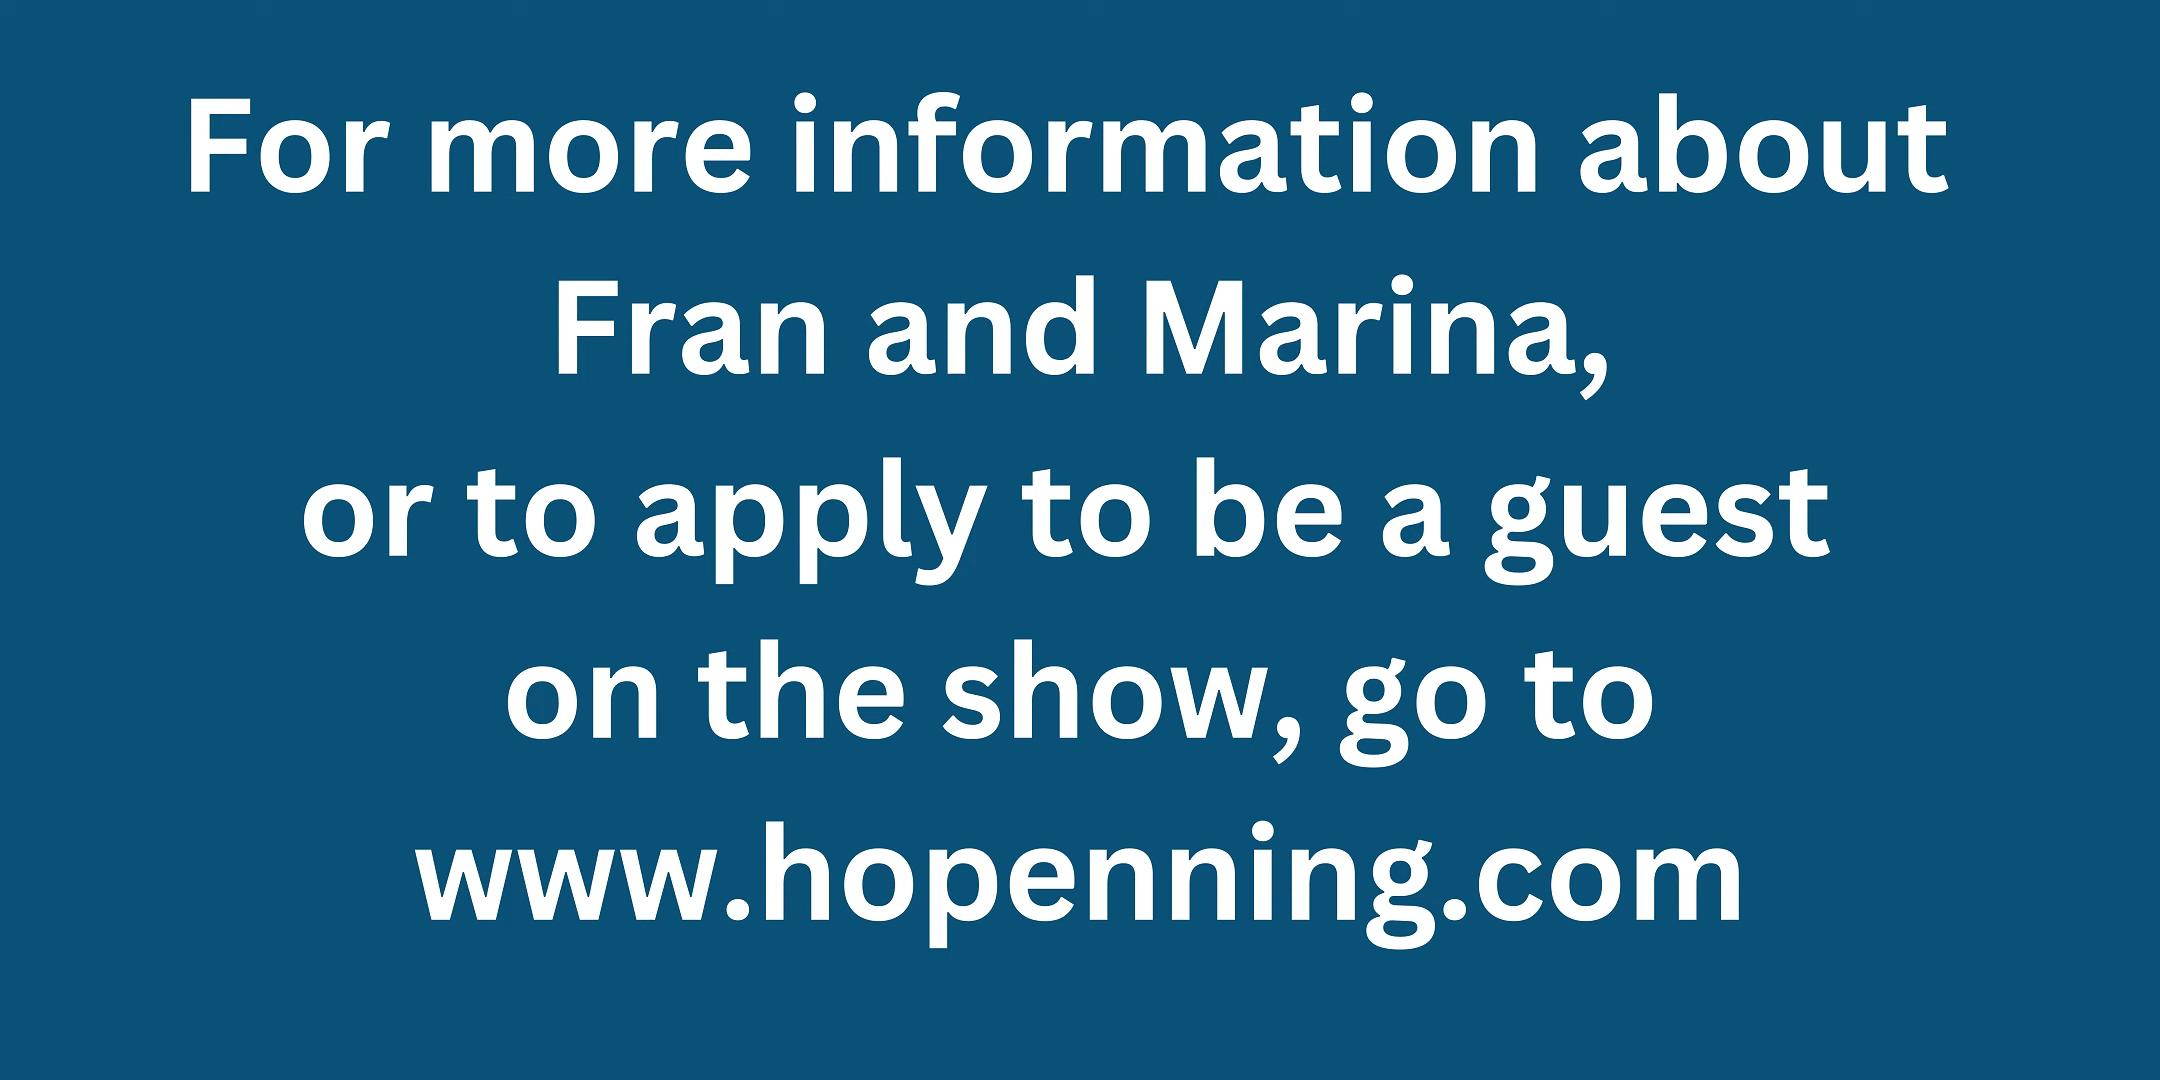 For more information about
Fran and Marina,
or to apply to be a guest
on the show, go to
www.hopenning.com